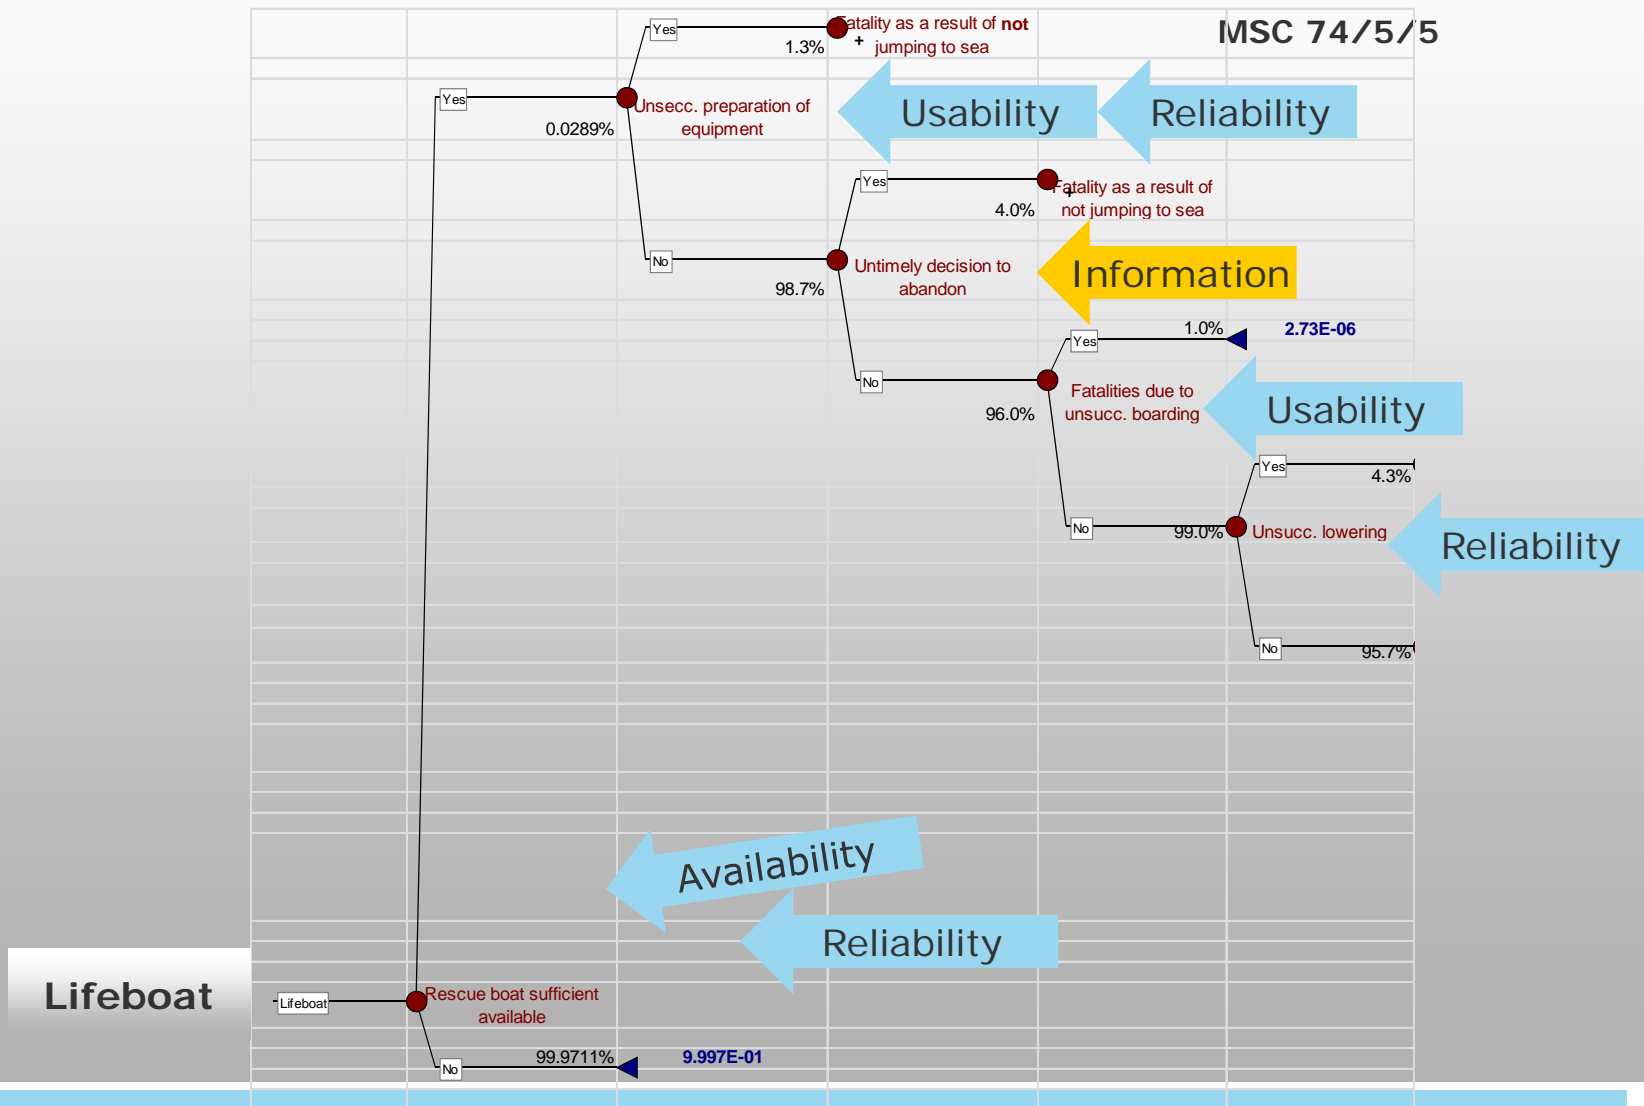 MSC 74/5/5
Yes
1.3%
Fatality as a result of not
+ jumping to sea
Yes
0.0289%
Unsecc. preparation of
equipment
Usability
Reliability
Yes
4.0%
Fatality as a result of
+
not jumping to sea
No
98.7%
Untimely decision to
abandon
Information
Yes
1.0%
2.73E-06
No
96.0%
Fatalities due to
unsucc. boarding
Usability
Yes
4.3%
No
99.0%
Unsucc. lowering
Reliability
No
95.7%
Availability
Reliability
Lifeboat
Lifeboat
Rescue boat sufficient
available
No
99.9711%
9.997E-01